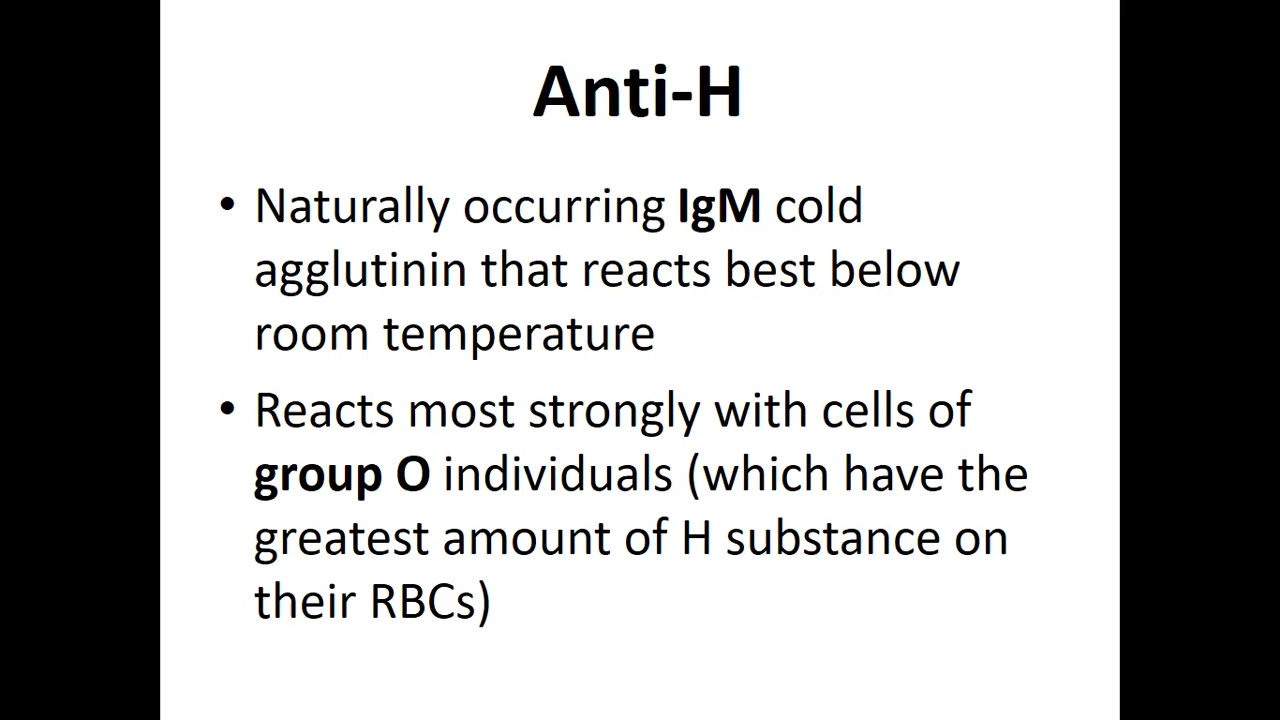 Anti-H
• Naturally occurring IgM cold
agglutinin that reacts best below
room temperature
• Reacts most strongly with cells of
group O individuals (which have the
greatest amount of H substance on
their RBCs)